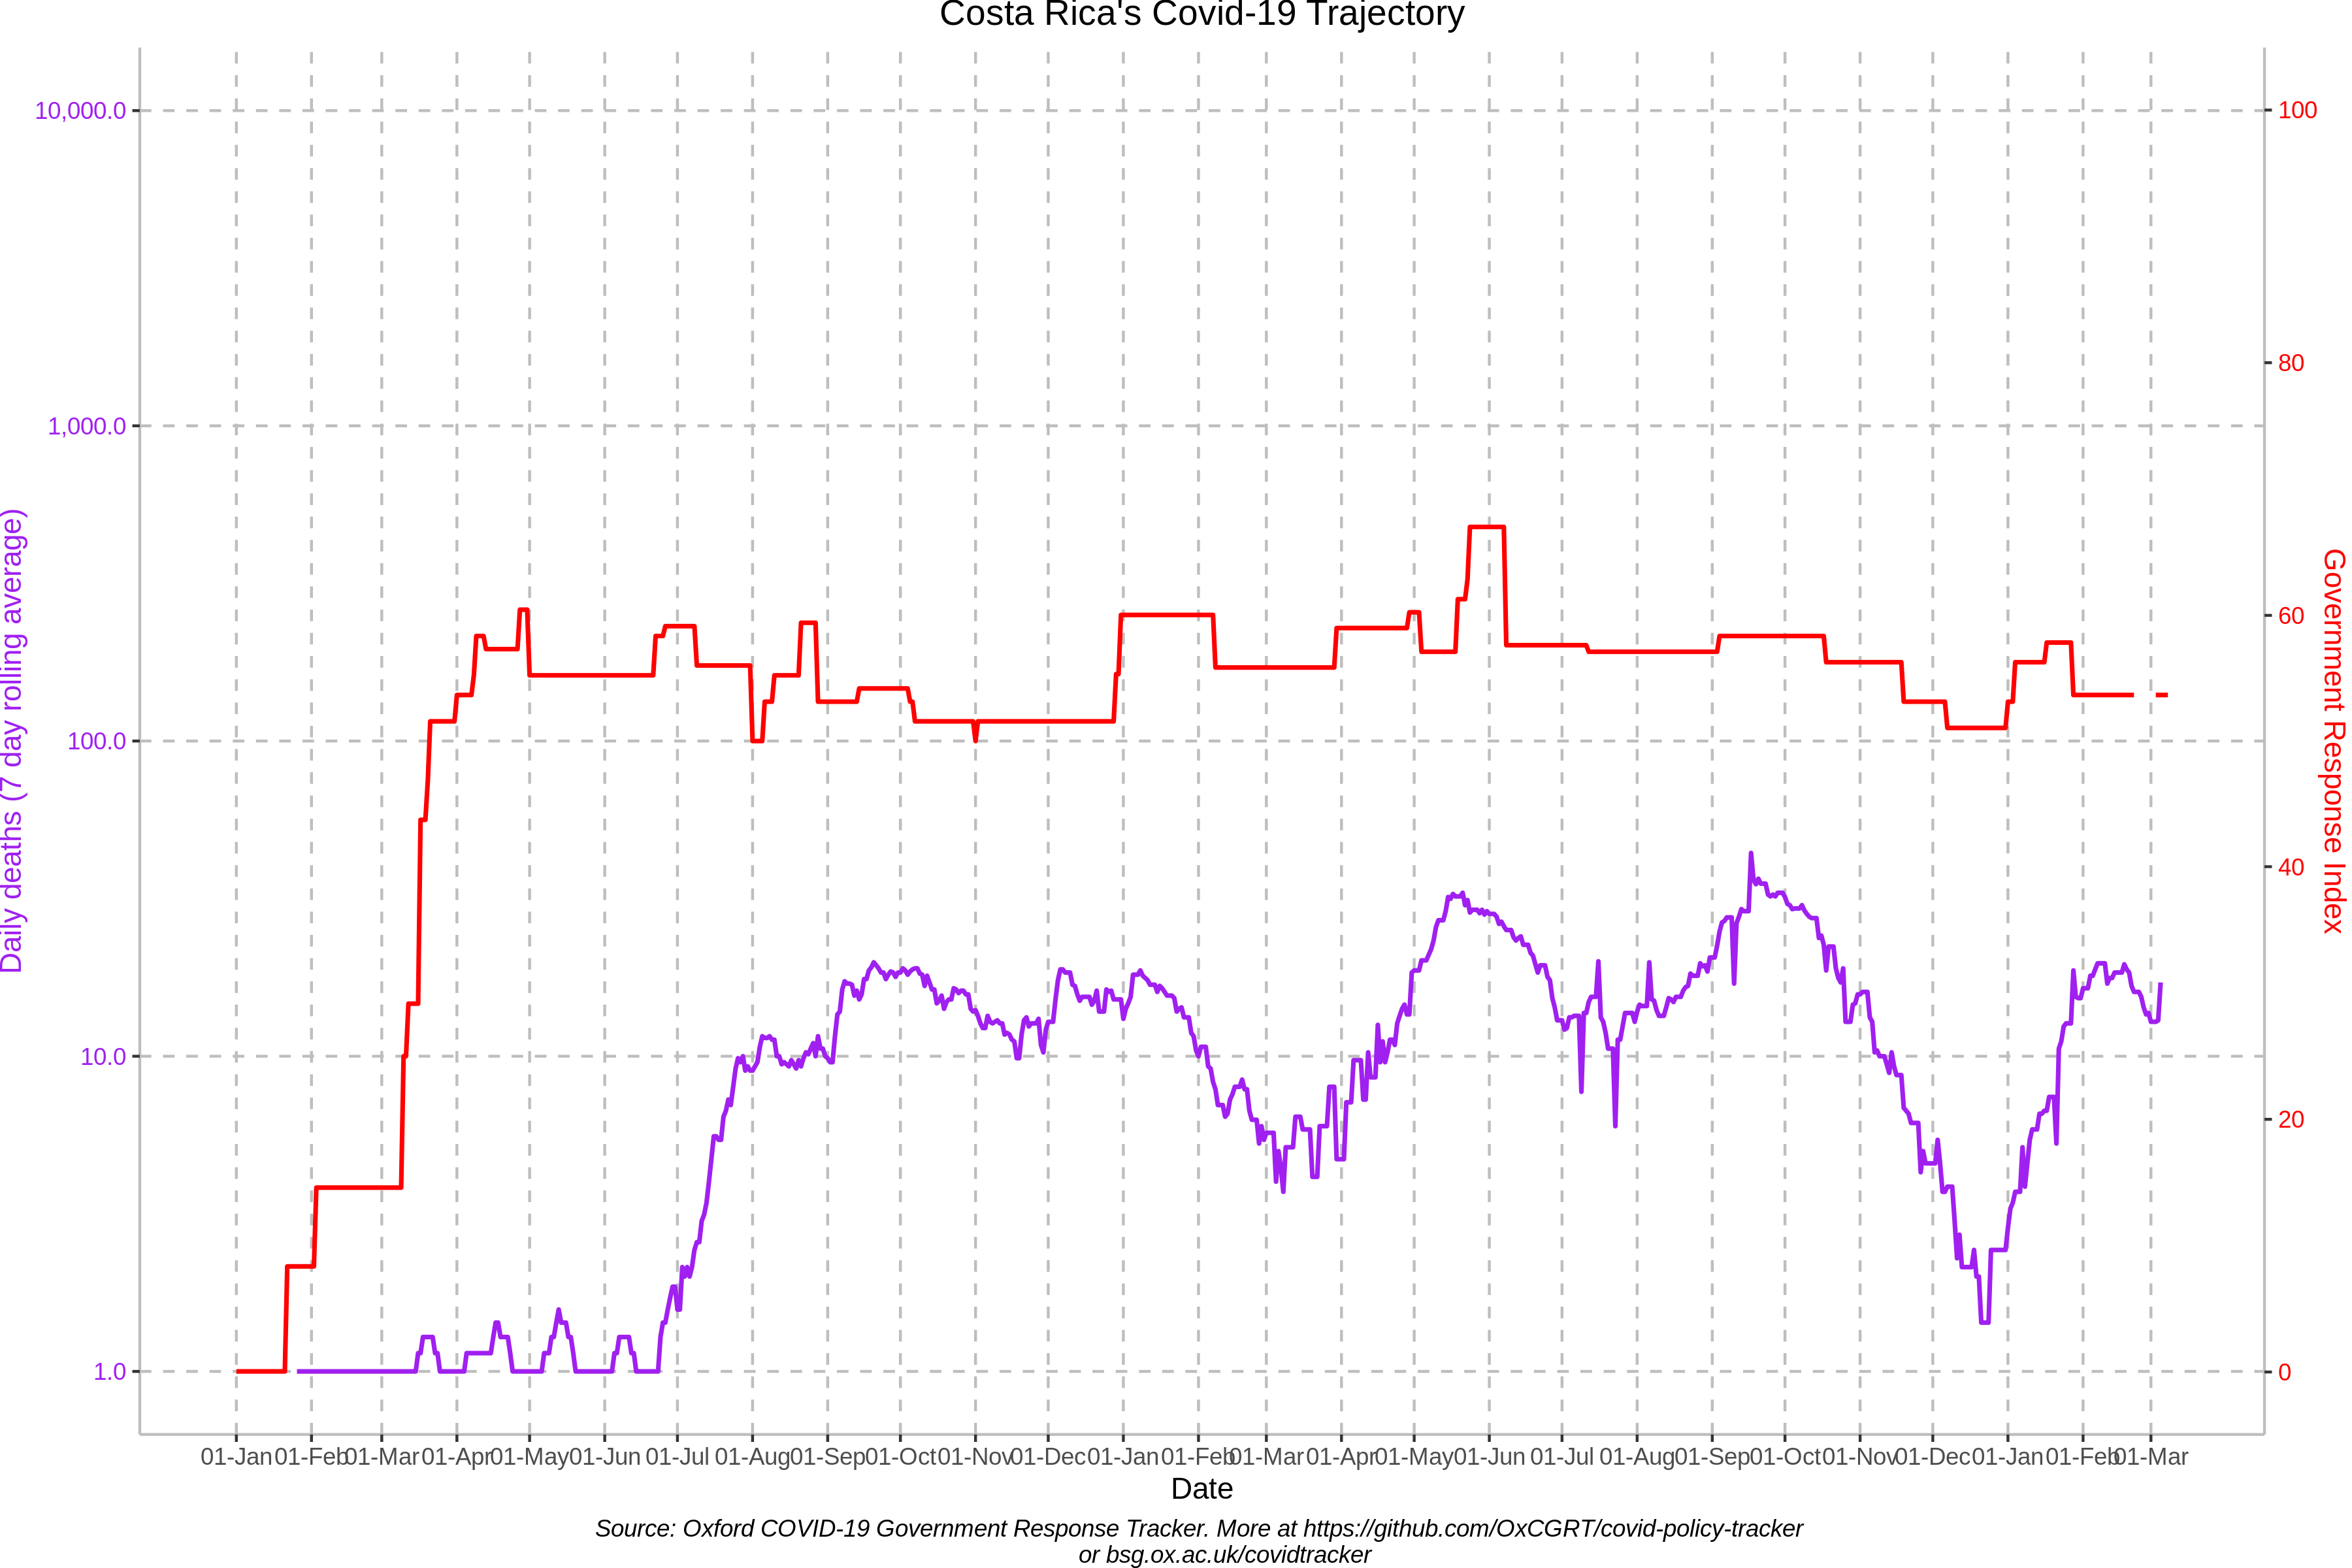 Costa Rica's Covid-19 Trajectory
10,000.0
1,000.0
100.0
10.0
1.0
Daily deaths (7 day rolling average)
100
80
60
40
20
0
Government Response Index
01-Jan 01-Feb 01-Mar 01-Apr 01-May 01-Jun 01-Jul 01-Aug 01-Sep 01-Oct 01-Nov 01-Dec 01-Jan 01-Feb 01-Mar 01-Apr 01-May 01-Jun 01-Jul 01-Aug 01-Sep 01-Oct 01-Nov 01-Dec 01-Jan 01-Feb 01-Mar
Date
Source: Oxford COVID-19 Government Response Tracker. More at https://github.com/OxCGRT/covid-policy-tracker
or bsg.ox.ac.uk/covidtracker